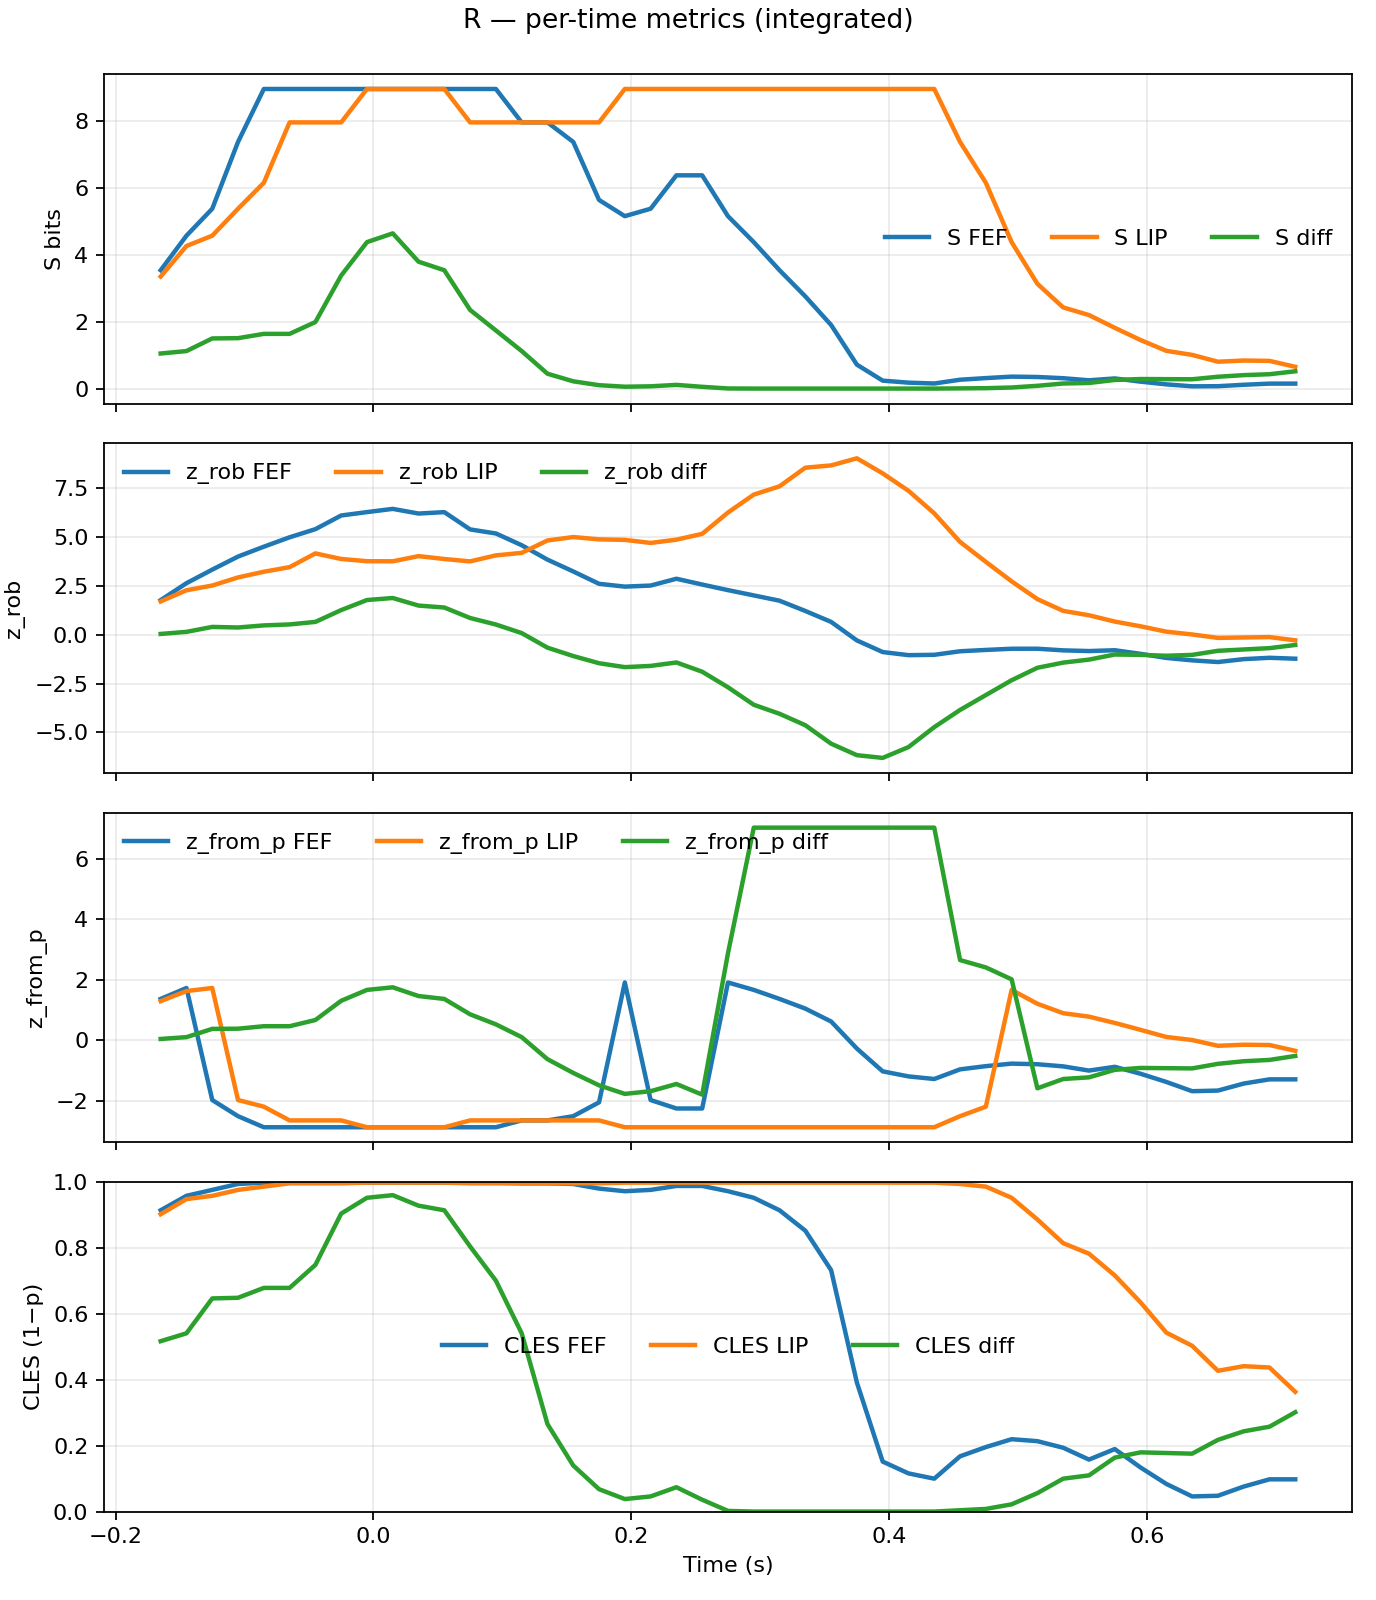 R — per-time metrics (integrated)
8
6
4
2
0
S bits
S FEF
S LIP
S diff
z_rob FEF
z_rob LIP
z_rob diff
7.5
5.0
2.5
0.0
−2.5
−5.0
z_rob
z_from_p FEF
z_from_p LIP
z_from_p diff
6
4
2
0
−2
z_from_p
1.0
0.8
0.6
0.4
0.2
0.0
CLES (1−p)
CLES FEF
CLES LIP
CLES diff
−0.2
0.0
0.2
0.4
0.6
Time (s)